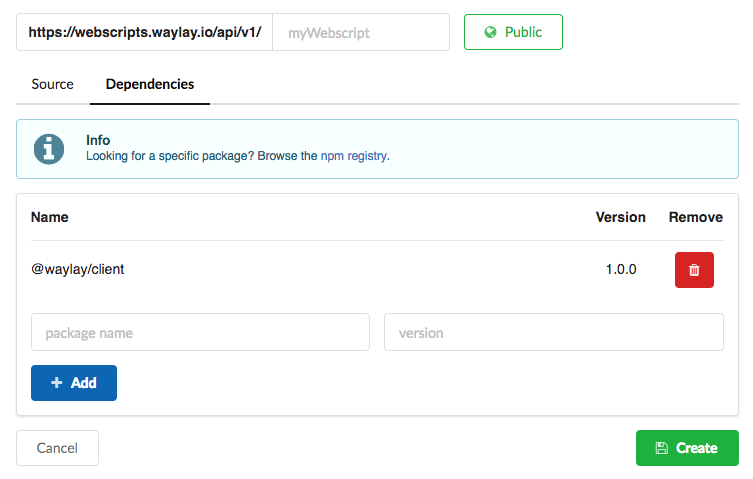 https://webscripts.waylay.io/api/v1/ myWebscript Public
Source Dependencies
Info
Looking for a specific package? Browse the npm registry.
Name Version Remove
@waylay/client 1.0.0
package name version
Add
Cancel Create